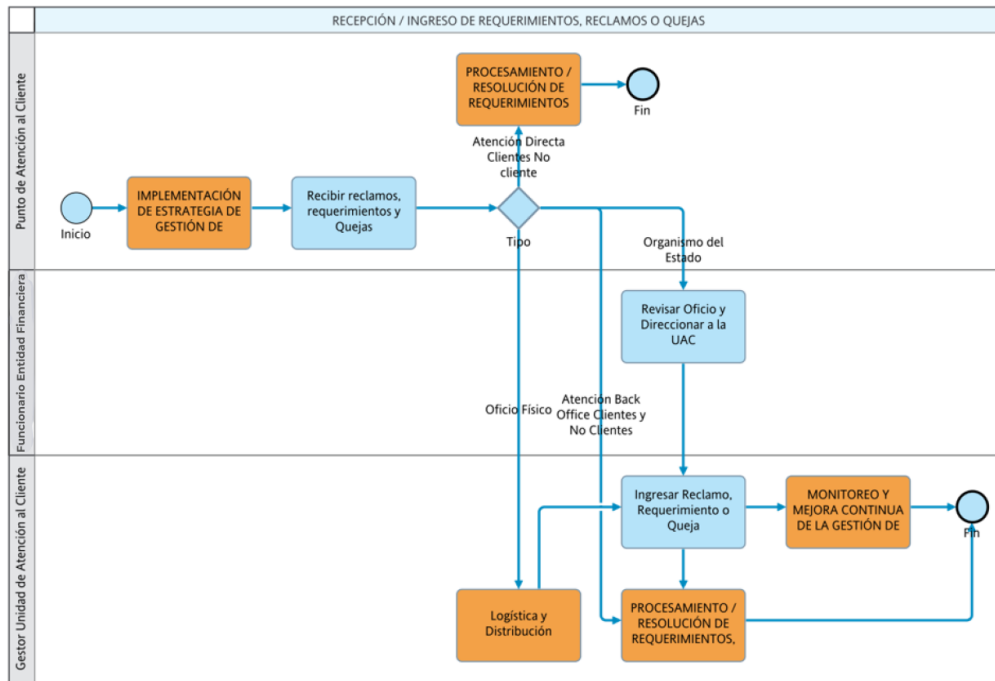 RECEPCIÓN / INGRESO DE REQUERIMIENTOS, RECLAMOS O QUEJAS
Punto de Atención al Cliente
PROCESAMIENTO /
RESOLUCIÓN DE
REQUERIMIENTOS
Fin
Atención Directa
Clientes No
cliente
Inicio
IMPLEMENTACIÓN
DE ESTRATEGIA DE
GESTIÓN DE
Recibir reclamos,
requerimientos y
Quejas
Tipo
Organismo del
Estado
Funcionario Entidad Financiera
Revisar Oficio y
Direccionar a la
UAC
Oficio Físico
Atención Back
Office Clientes y
No Clientes
Gestor Unidad de Atención al Cliente
Ingresar Reclamo,
Requerimiento o
Queja
MONITOREO Y
MEJORA CONTINUA
DE LA GESTIÓN DE
Fin
Logística y
Distribución
PROCESAMIENTO /
RESOLUCIÓN DE
REQUERIMIENTOS,